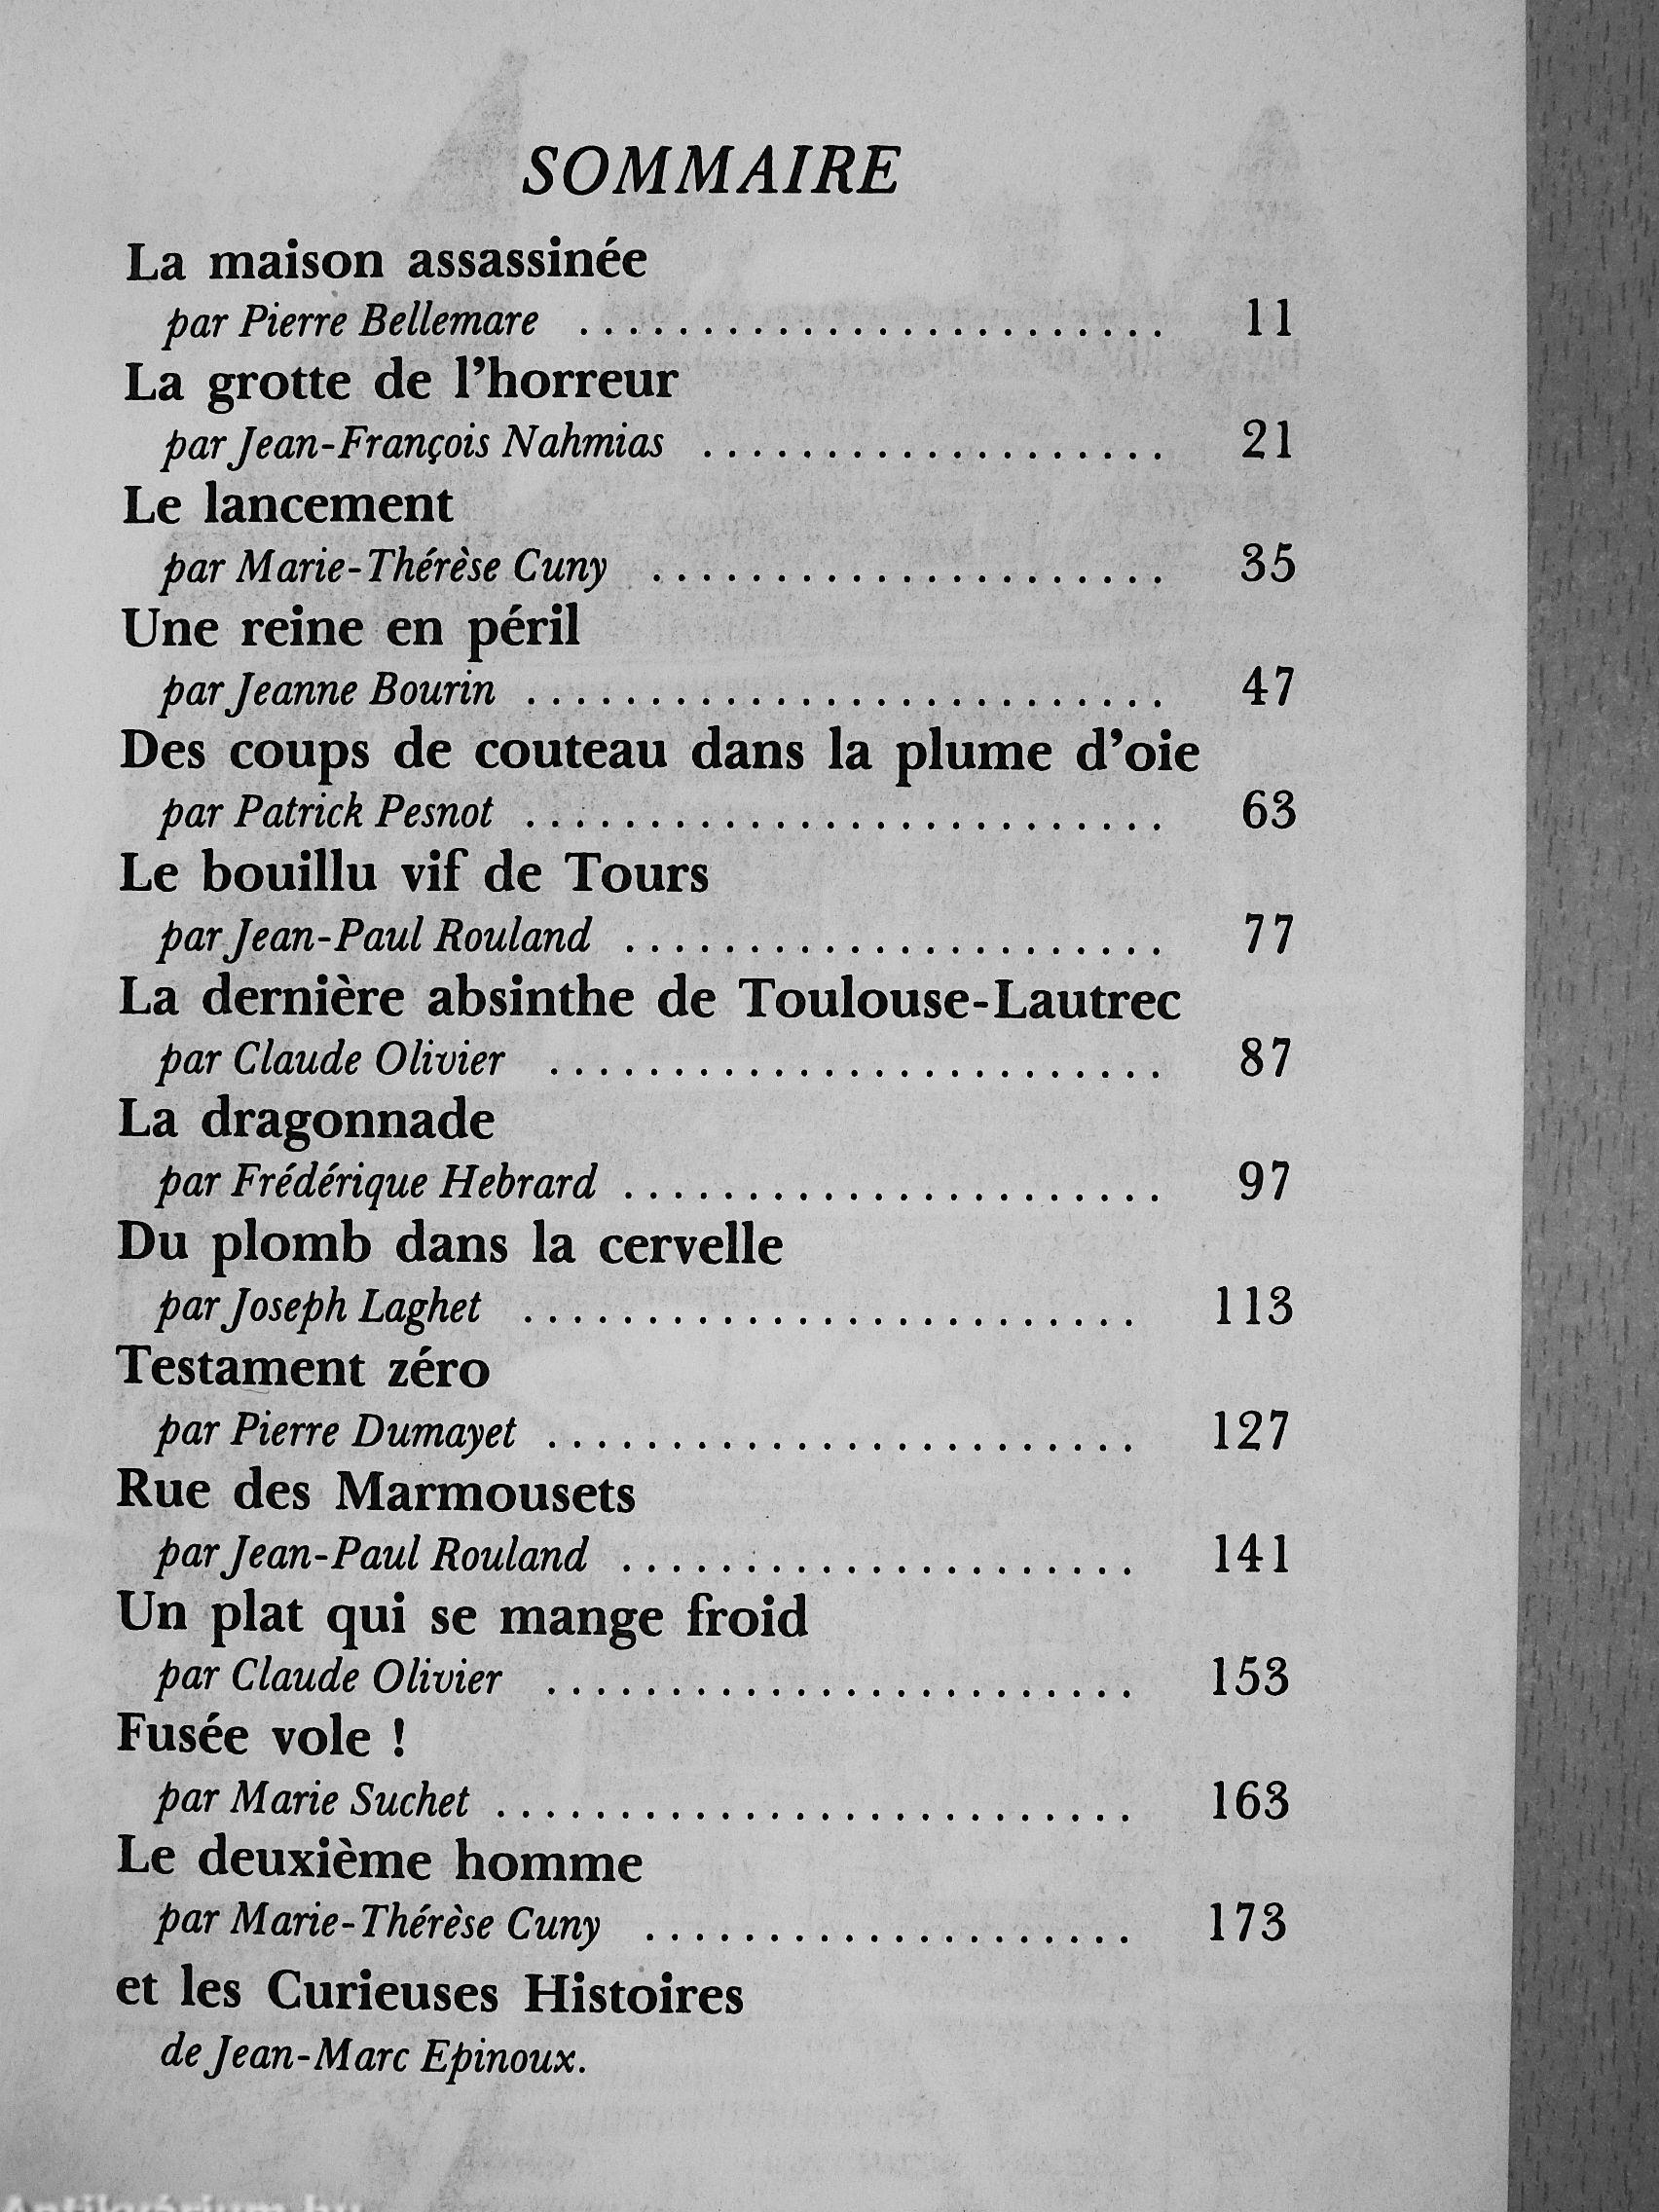 SOMMAIRE
La maison assassinée
par Pierre Bellemare ........................ 11
La grotte de l'horreur
par Jean-François Nahmias ................... 21
Le lancement
par Marie-Thérèse Cuny ..................... 35
Une reine en péril
par Jeanne Bourin .......................... 47
Des coups de couteau dans la plume d'oie
par Patrick Pesnot .......................... 63
Le bouillu vif de Tours
par Jean-Paul Rouland ...................... 77
La dernière absinthe de Toulouse-Lautrec
par Claude Olivier ......................... 87
La dragonnade
par Frédérique Hebrard ...................... 97
Du plomb dans la cervelle
par Joseph Laghet ......................... 113
Testament zéro
par Pierre Dumayet ........................ 127
Rue des Marmousets
par Jean-Paul Rouland ..................... 141
Un plat qui se mange froid
par Claude Olivier ........................ 153
Fusée vole !
par Marie Suchet .......................... 163
Le deuxième homme
par Marie-Thérèse Cuny .................... 173
et les Curieuses Histoires
de Jean-Marc Epinoux.